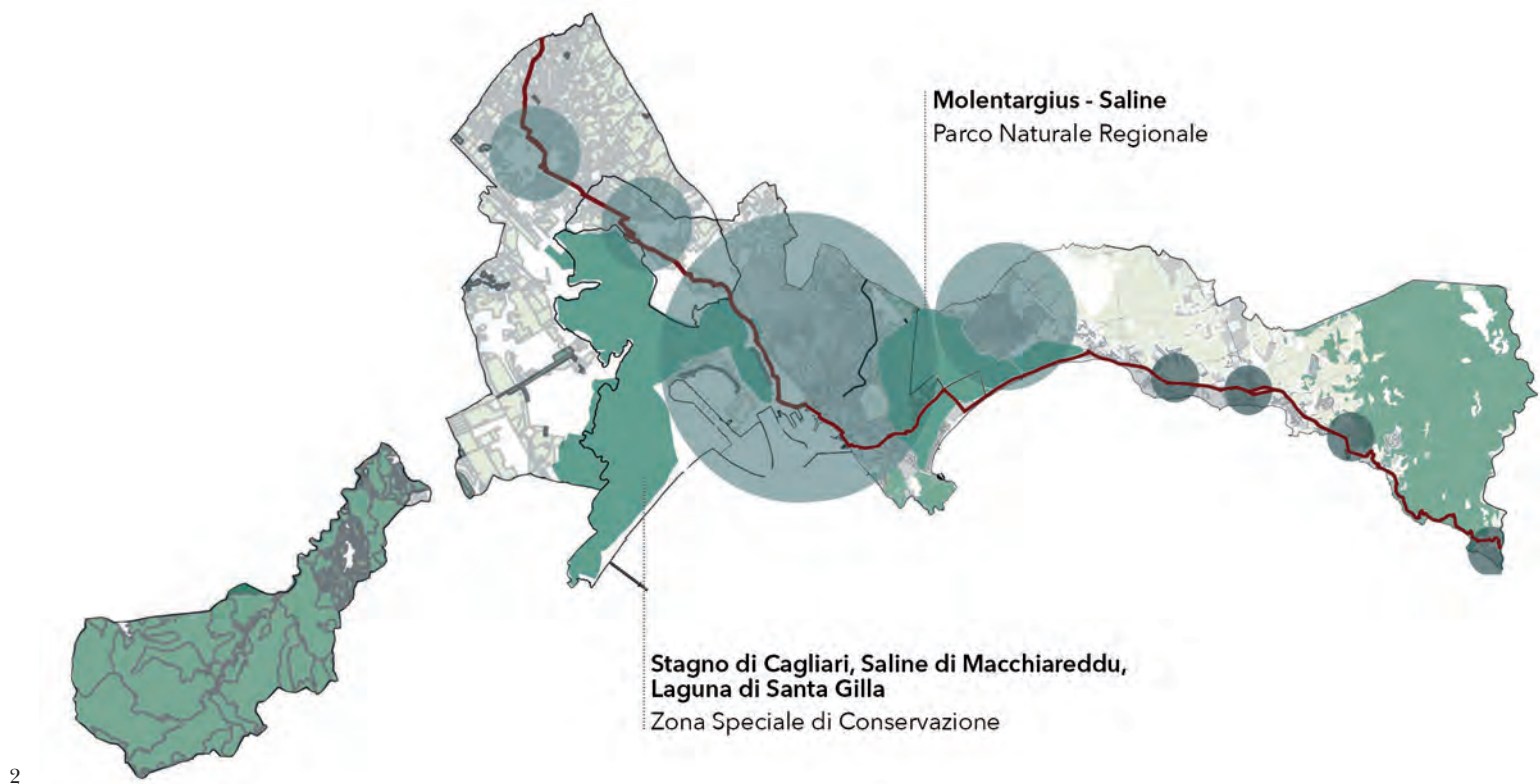 Molentargius - Saline
Parco Naturale Regionale
Stagno di Cagliari, Saline di Macchiareddu,
Laguna di Santa Gilla
Zona Speciale di Conservazione
2